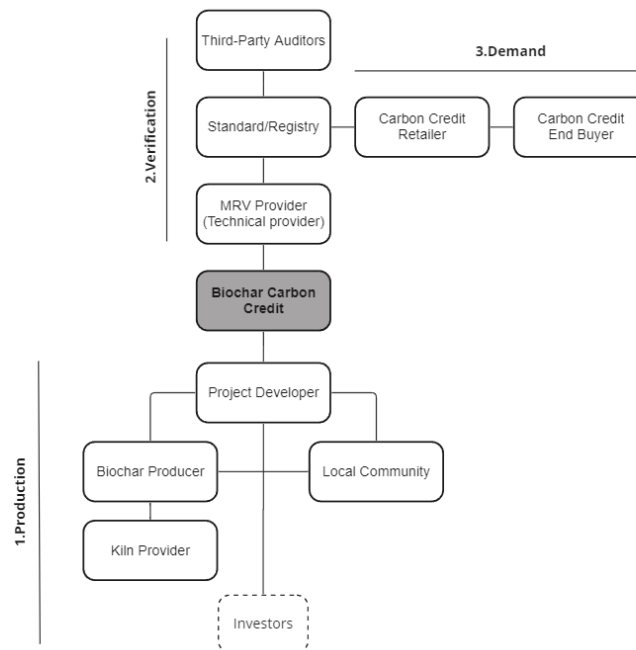 Third-Party Auditors
3.Demand
2.Verification
Standard/Registry
Carbon Credit
Retailer
Carbon Credit
End Buyer
MRV Provider
(Technical provider)
Biochar Carbon
Credit
Project Developer
1.Production
Biochar Producer
Local Community
Kiln Provider
Investors